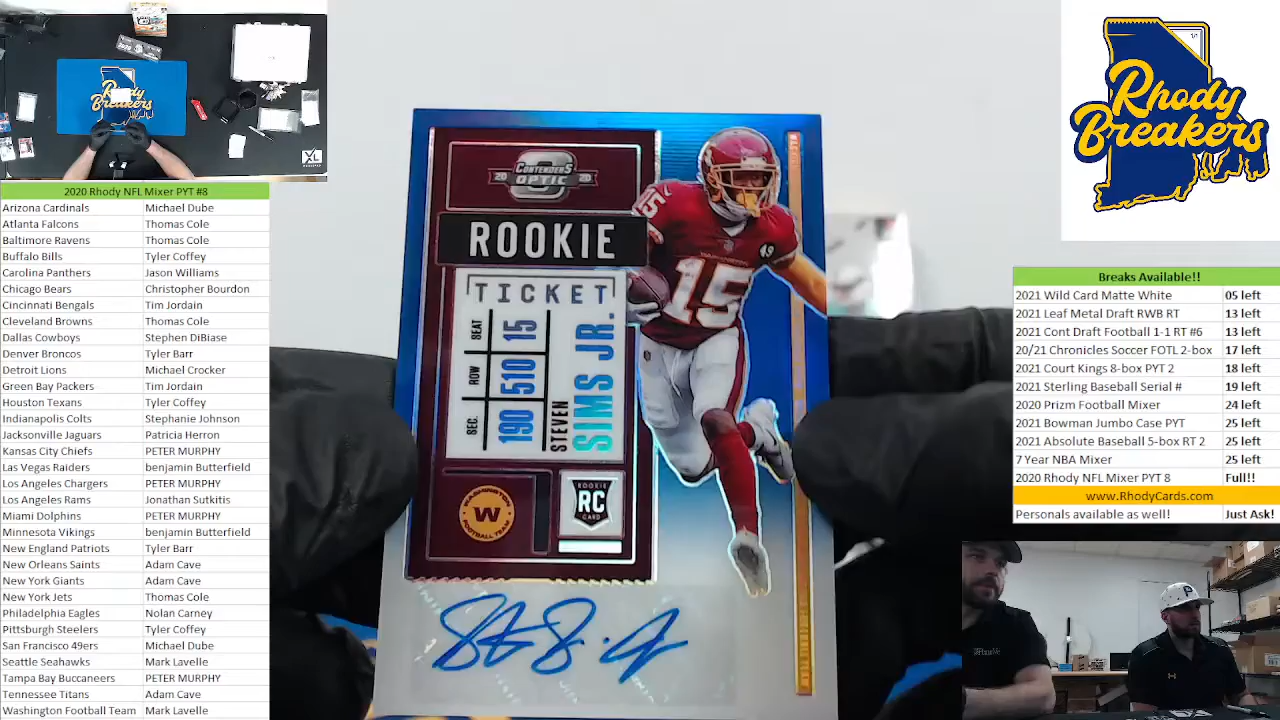 2020 Rhody NFL Mixer PYT #8
Arizona Cardinals Michael Dube
Atlanta Falcons Thomas Cole
Baltimore Ravens Thomas Cole
Buffalo Bills Tyler Coffey
Carolina Panthers Jason Williams
Chicago Bears Christopher Bourdon
Cincinnati Bengals Tim Jordain
Cleveland Browns Thomas Cole
Dallas Cowboys Stephen DiBiase
Denver Broncos Tyler Barr
Detroit Lions Michael Crocker
Green Bay Packers Tim Jordain
Houston Texans Tyler Coffey
Indianapolis Colts Stephanie Johnson
Jacksonville Jaguars Patricia Herron
Kansas City Chiefs PETER MURPHY
Las Vegas Raiders benjamin Butterfield
Los Angeles Chargers PETER MURPHY
Los Angeles Rams Jonathan Sutkitis
Miami Dolphins PETER MURPHY
Minnesuta Vikings benjamin Butterfield
New England Patriots Tyler Barr
New Orleans Saints Adam Cave
New York Giants Adam Cave
New York Jets Thomas Cole
Philadelphia Eagles Nolan Carney
Pittsburgh Steelers Tyler Coffey
San Francisco 49ers Michael Dube
Seattle Seahawks Mark Lavelle
Tampa Bay Buccaneers PETER MURPHY
Tennessee Titans Adam Cave
Washington Football Team Mark Lavelle
Rhody
Breakers
XL
20 CONTENDERS 20
OPTIC
ROOKIE
TICKET
SEAT 15
ROW 510
SEC. 190
STEVEN
SIMS JR.
WASHINGTON
W
FOOTBALL TEAM
ROOKIE
RC
CARD
15
15
49
Rhody
Breakers
Breaks Available!!
2021 Wild Card Matte White 05 left
2021 Leaf Metal Draft RWB RT 13 left
2021 Cont Draft Football 1-1 RT #6 13 left
20/21 Chronicles Soccer FOTL 2-box 17 left
2021 Court Kings 8-box PYT 2 18 left
2021 Sterling Baseball Serial # 19 left
2020 Prizm Football Mixer 24 left
2021 Bowman Jumbo Case PYT 25 left
2021 Absolute Baseball 5-box RT 2 25 left
7 Year NBA Mixer 25 left
2020 Rhody NFL Mixer PYT 8 Full!!
www.RhodyCards.com
Personals available as well! Just Ask!